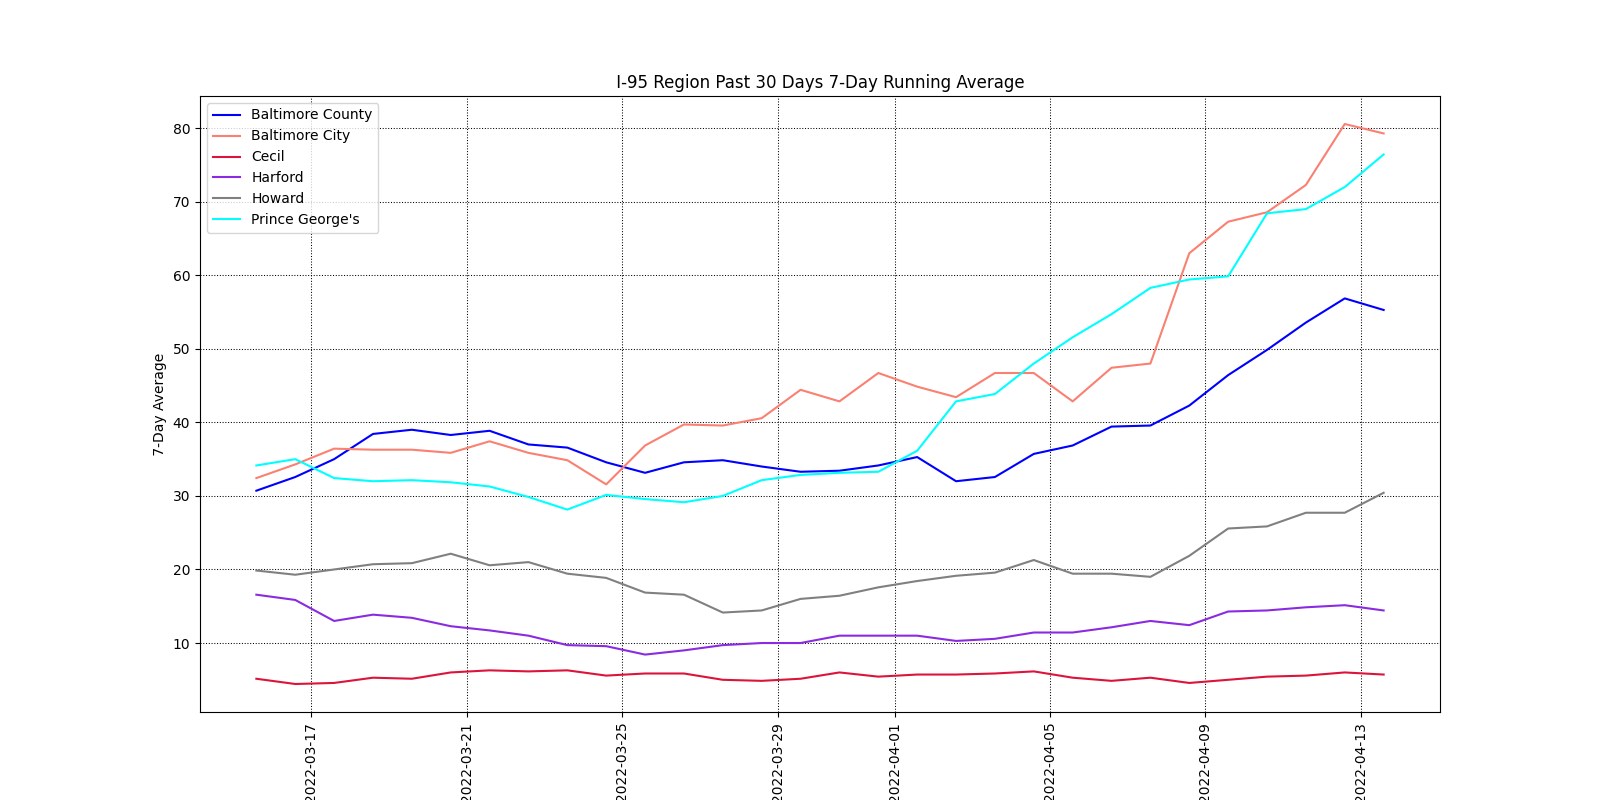 I-95 Region Past 30 Days 7-Day Running Average
Baltimore County
Baltimore City
Cecil
Harford
Howard
Prince George's
7-Day Average
80
70
60
50
40
30
20
10
2022-03-17
2022-03-21
2022-03-25
2022-03-29
2022-04-01
2022-04-05
2022-04-09
2022-04-13